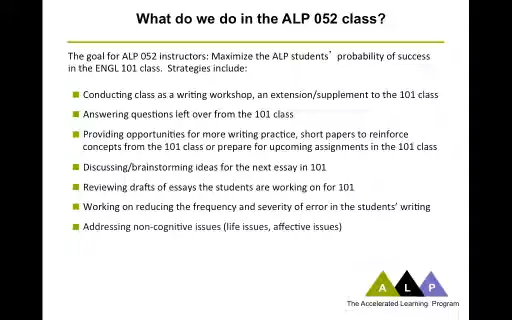 What do we do in the ALP 052 class?
The goal for ALP 052 instructors: Maximize the ALP students’ probability of success
in the ENGL 101 class. Strategies include:
Conducting class as a writing workshop, an extension/supplement to the 101 class
Answering questions left over from the 101 class
Providing opportunities for more writing practice, short papers to reinforce
concepts from the 101 class or prepare for upcoming assignments in the 101 class
Discussing/brainstorming ideas for the next essay in 101
Reviewing drafts of essays the students are working on for 101
Working on reducing the frequency and severity of error in the students’ writing
Addressing non-cognitive issues (life issues, affective issues)
A L P
The Accelerated Learning Program